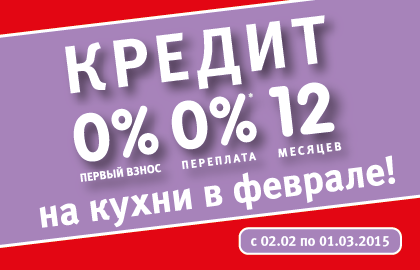 КРЕДИТ
0% 0%* 12
ПЕРВЫЙ ВЗНОС ПЕРЕПЛАТА МЕСЯЦЕВ
на кухни в феврале!
с 02.02 по 01.03.2015